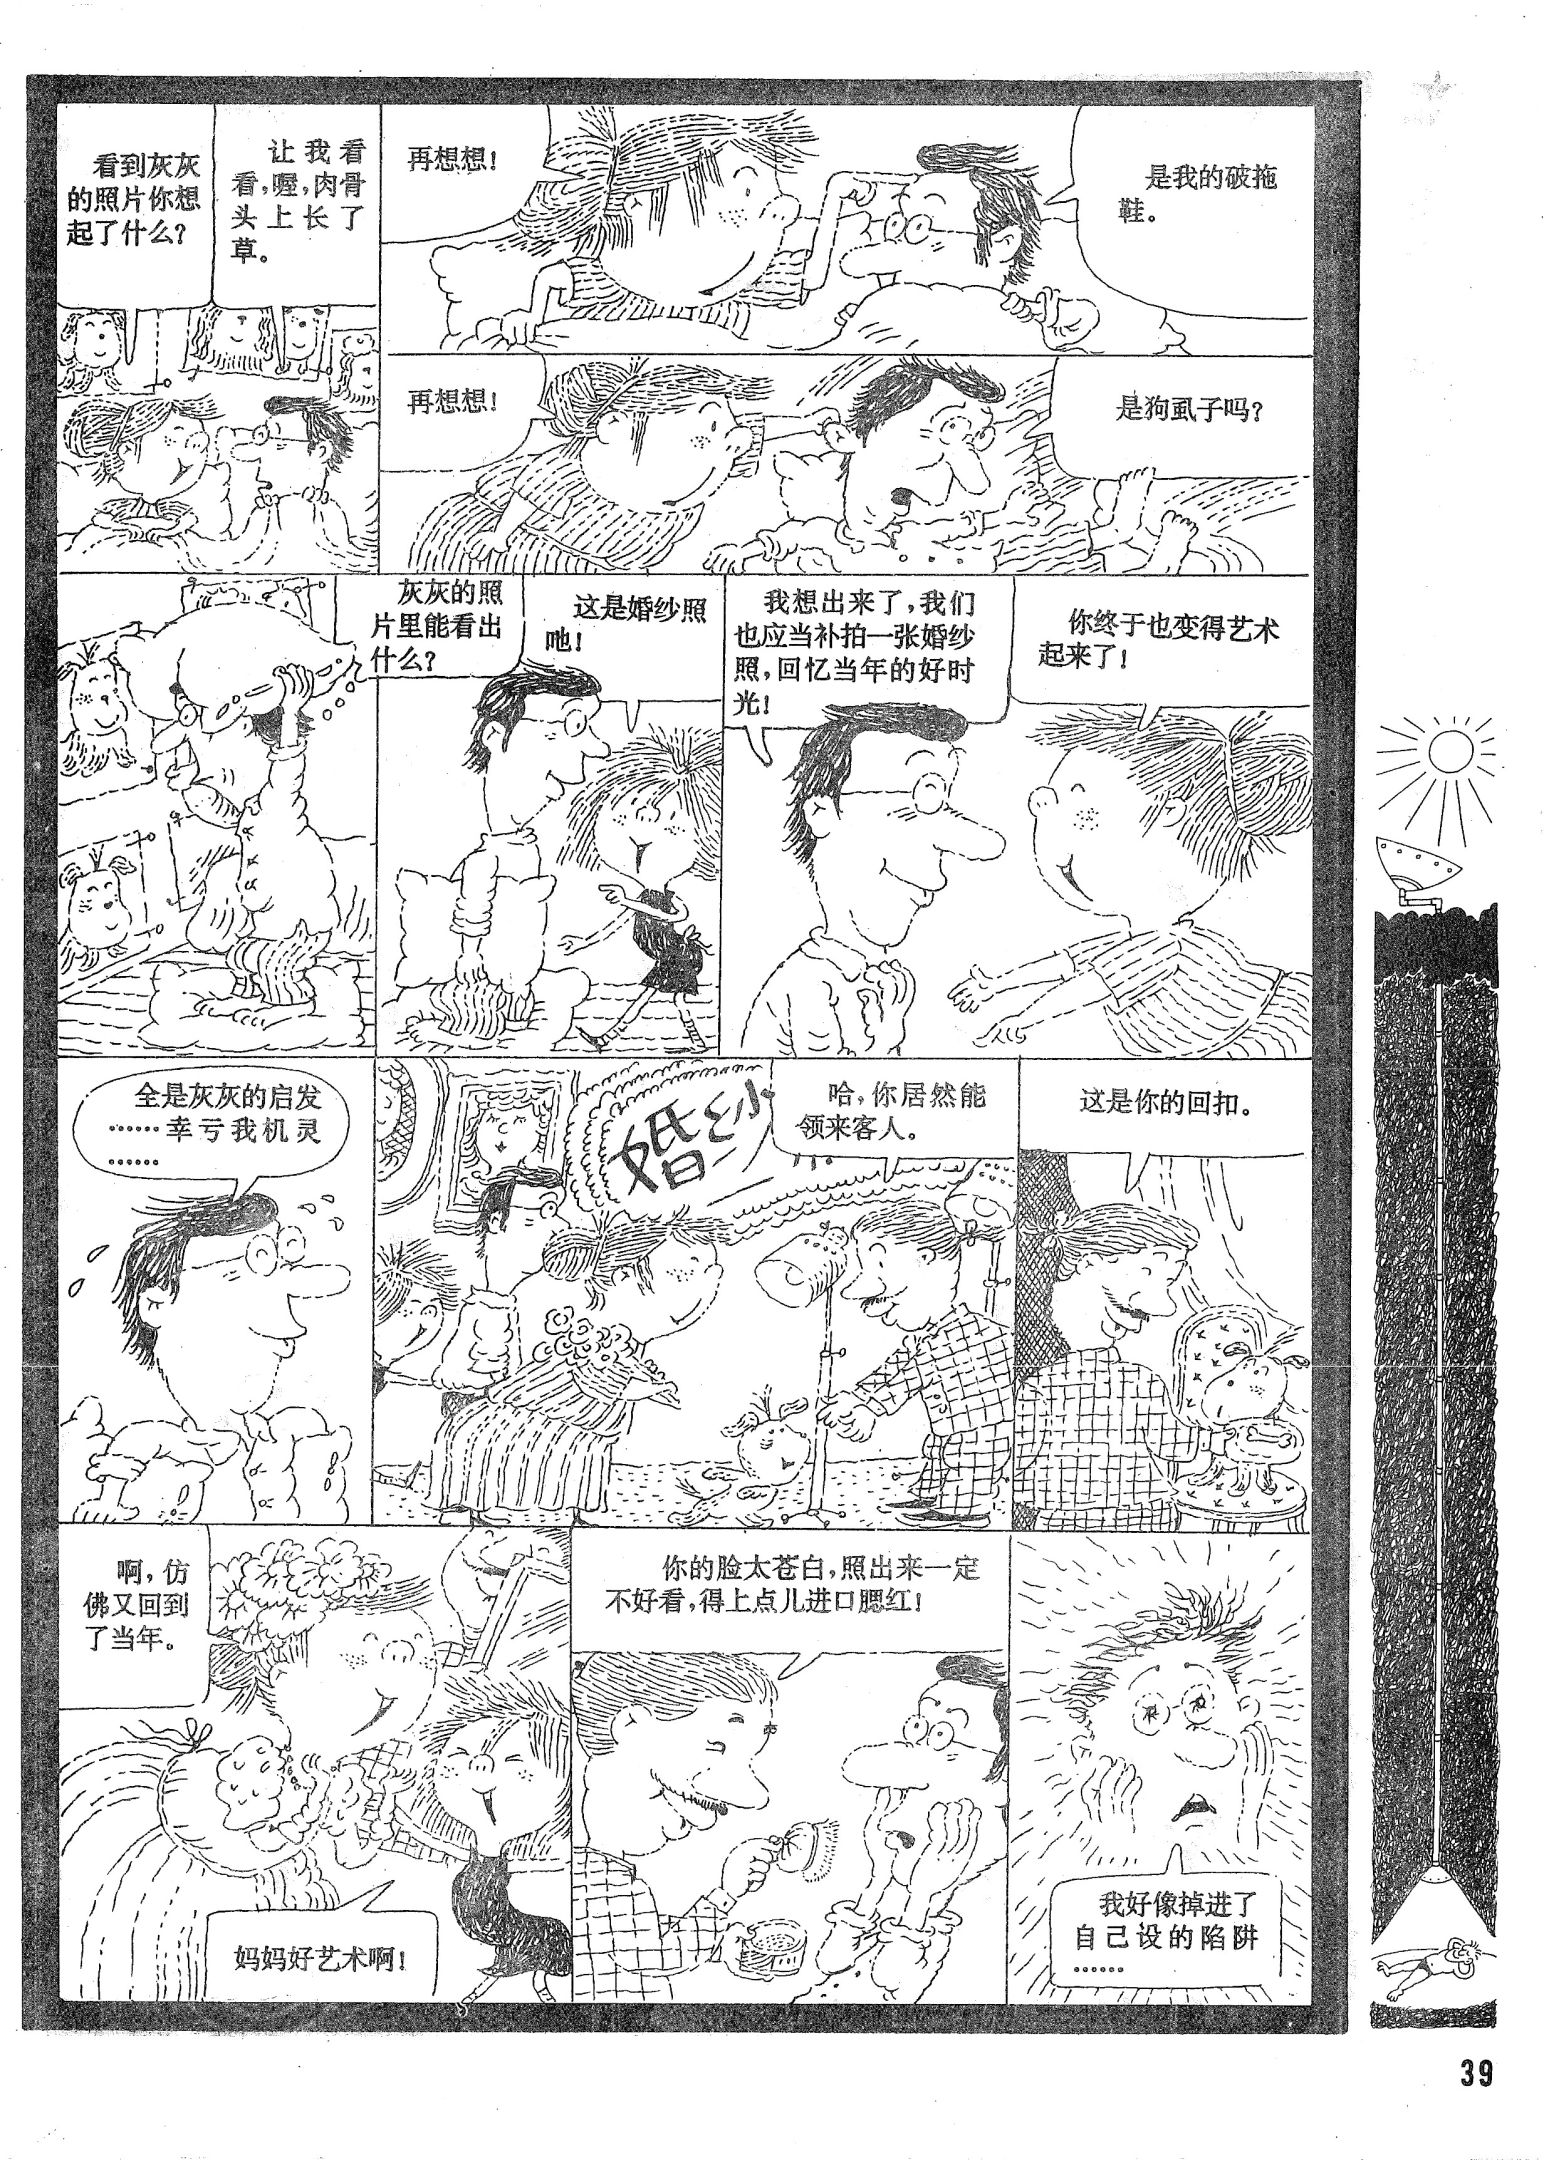 看到灰灰
的照片你想
起了什么?
让我看
看,喔,肉骨
头上长了
草。
再想想!
是我的破拖
鞋。
再想想!
是狗虱子吗?
灰灰的照
片里能看出
什么?
这是婚纱照
吔!
我想出来了,我们
也应当补拍一张婚纱
照,回忆当年的好时
光!
你终于也变得艺术
起来了!
全是灰灰的启发
……幸亏我机灵
……
婚纱
哈,你居然能
领来客人。
这是你的回扣。
啊,仿
佛又回到
了当年。
妈妈好艺术啊!
你的脸太苍白,照出来一定
不好看,得上点儿进口腮红!
我好像掉进了
自己设的陷阱
……
39